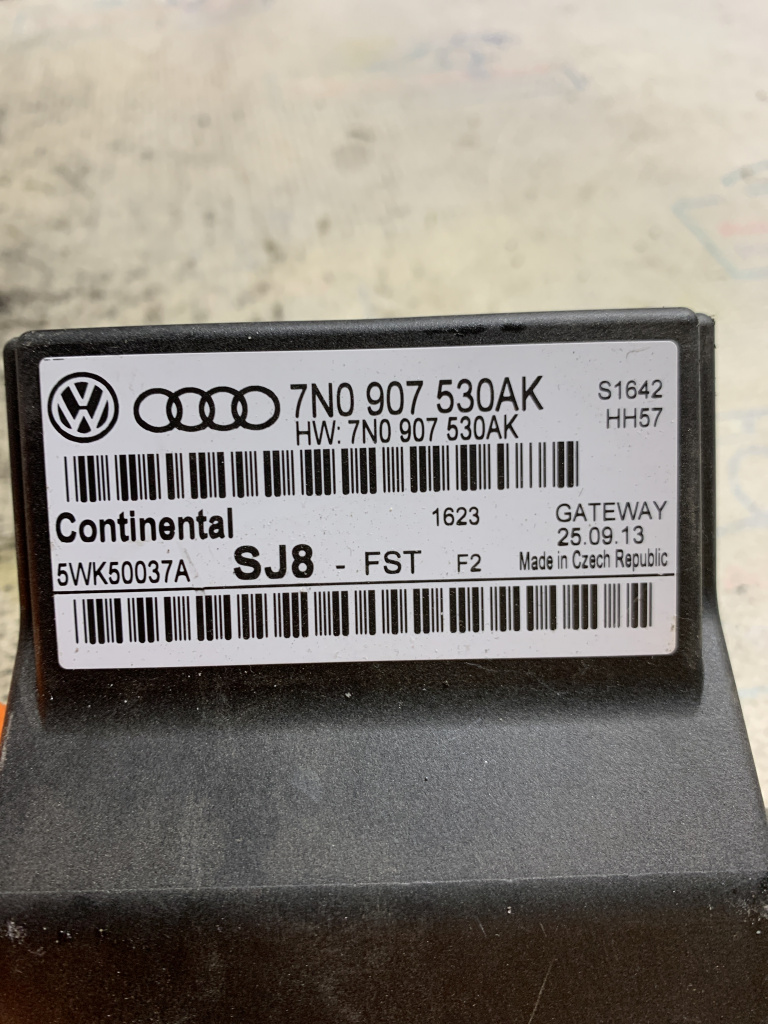 7N0 907 530AK
S1642
HW: 7N0 907 530AK
HH57
Continental
1623
GATEWAY
25.09.13
5WK50037A
SJ8 - FST F2
Made in Czech Republic